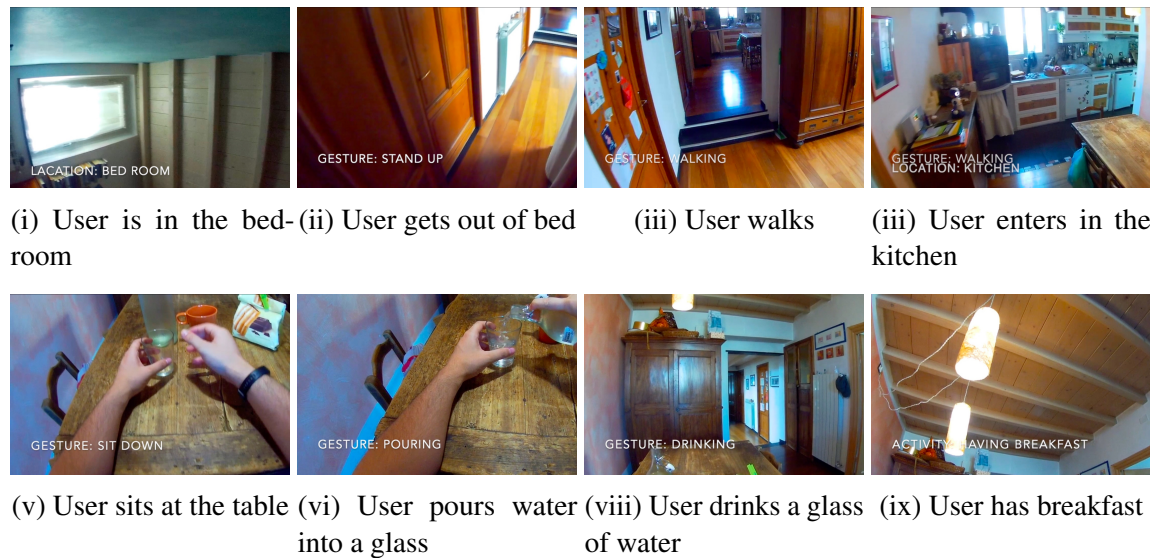 LACATION: BED ROOM
GESTURE: STAND UP
GESTURE: WALKING
GESTURE: WALKING
LOCATION: KITCHEN
(i) User is in the bed-
room
(ii) User gets out of bed
(iii) User walks
(iii) User enters in the
kitchen
GESTURE: SIT DOWN
GESTURE: POURING
GESTURE: DRINKING
ACTIVITY: HAVING BREAKFAST
(v) User sits at the table
(vi) User pours water
into a glass
(viii) User drinks a glass
of water
(ix) User has breakfast